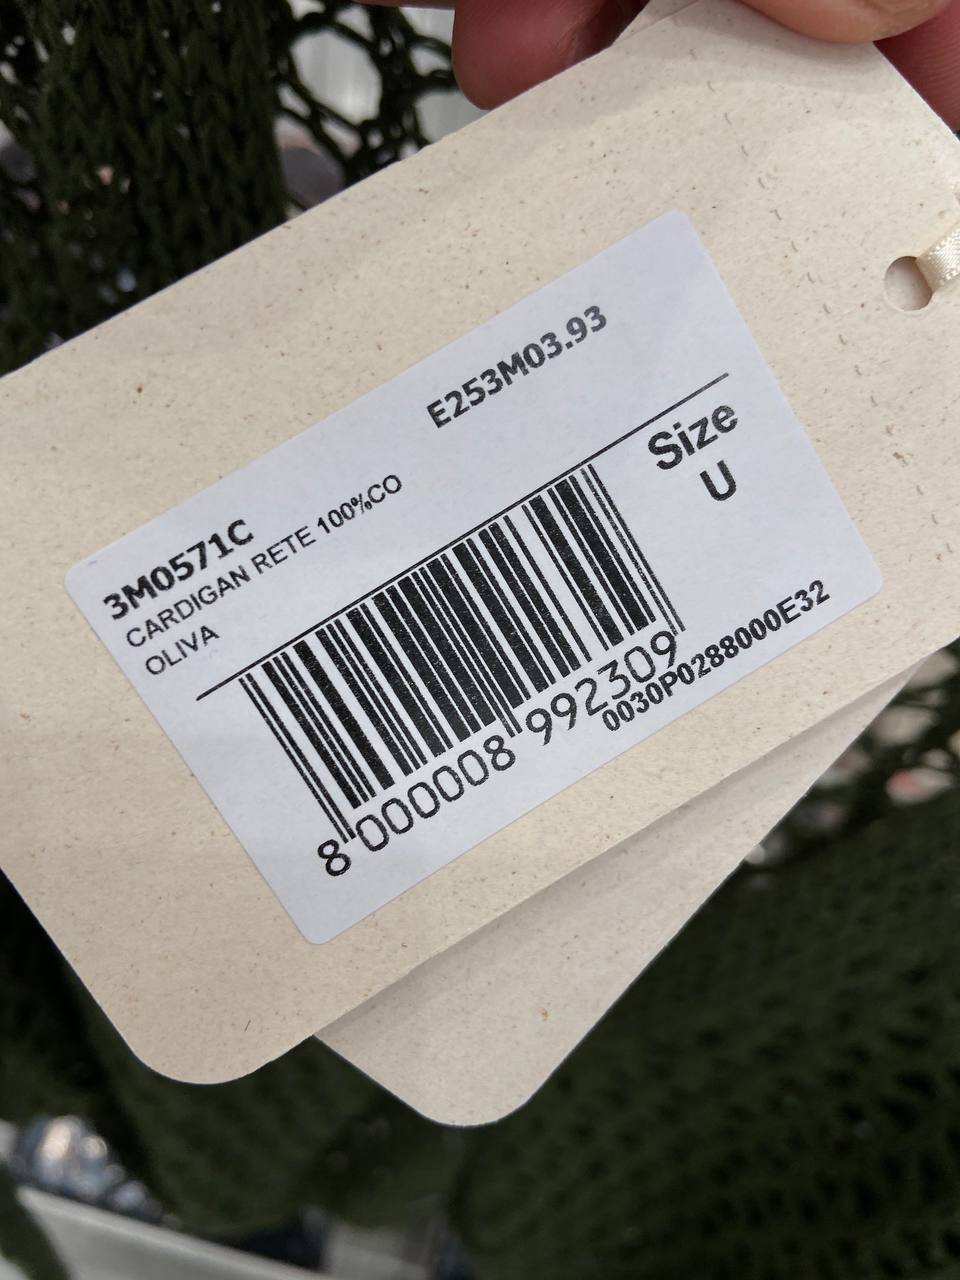 E253M03.93
3M0571C
CARDIGAN RETE 100%CO
OLIVA
Size
U
8 000008 992309
0030P0288000E32